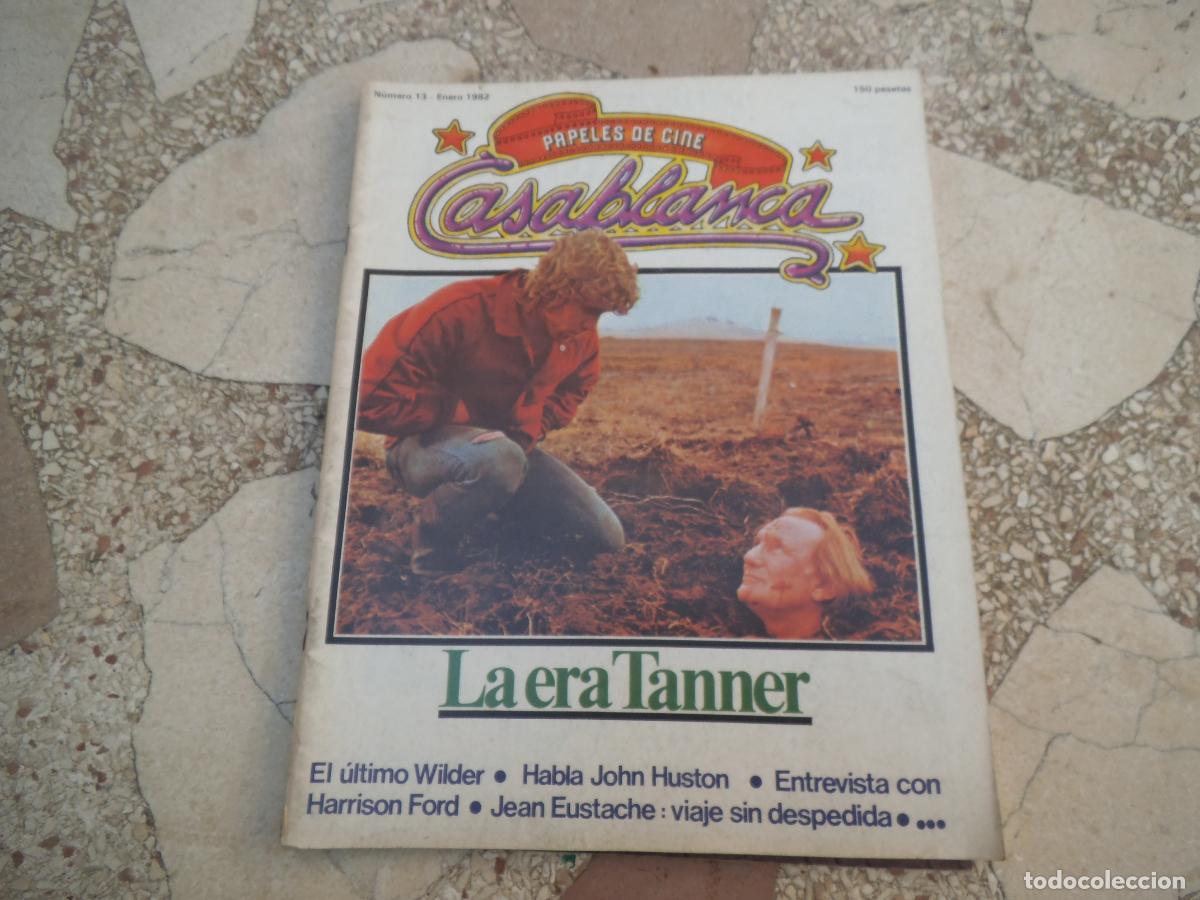 Número 13 - Enero 1982
150 pesetas
PAPELES DE CINE
Casablanca
La era Tanner
El último Wilder • Habla John Huston • Entrevista con
Harrison Ford • Jean Eustache : viaje sin despedida • •••
todocoleccion